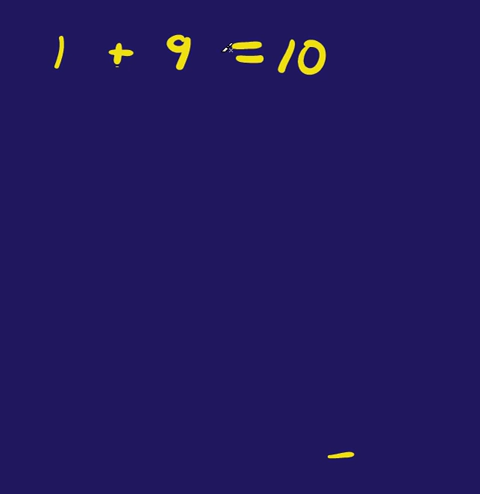 1 + 9 = 10
–